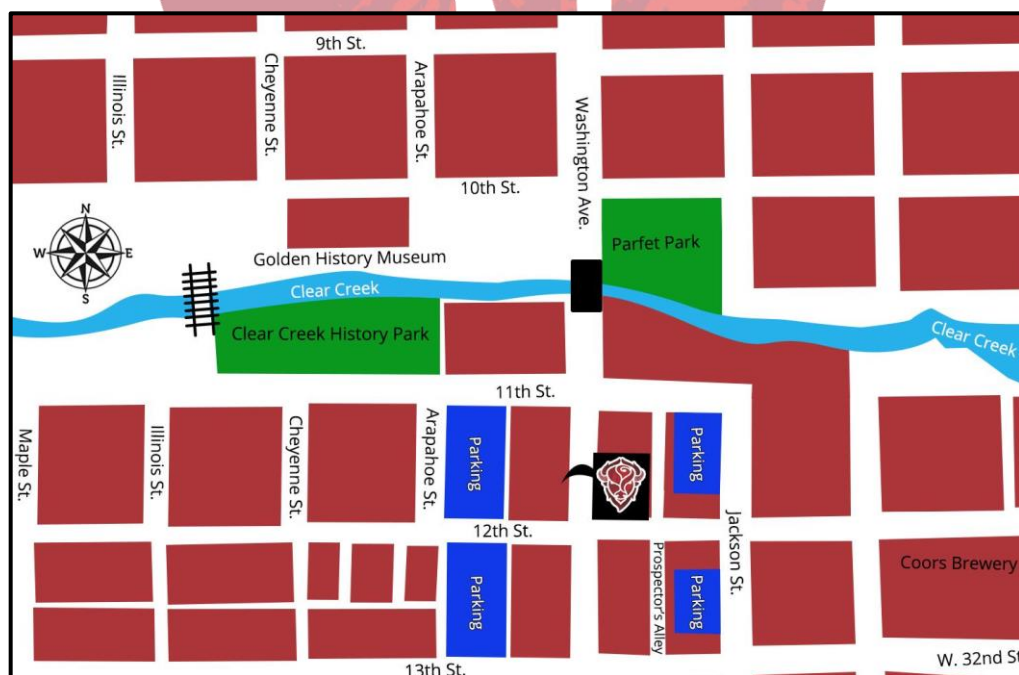 9th St.
Illinois St.
Cheyenne St.
Arapahoe St.
Washington Ave.
10th St.
N
W
E
S
Parfet Park
Golden History Museum
Clear Creek
Clear Creek History Park
Clear Creek
11th St.
Maple St.
Illinois St.
Cheyenne St.
Arapahoe St.
Parking
Parking
12th St.
Jackson St.
Prospector's Alley
Parking
Parking
Coors Brewery
13th St.
W. 32nd St